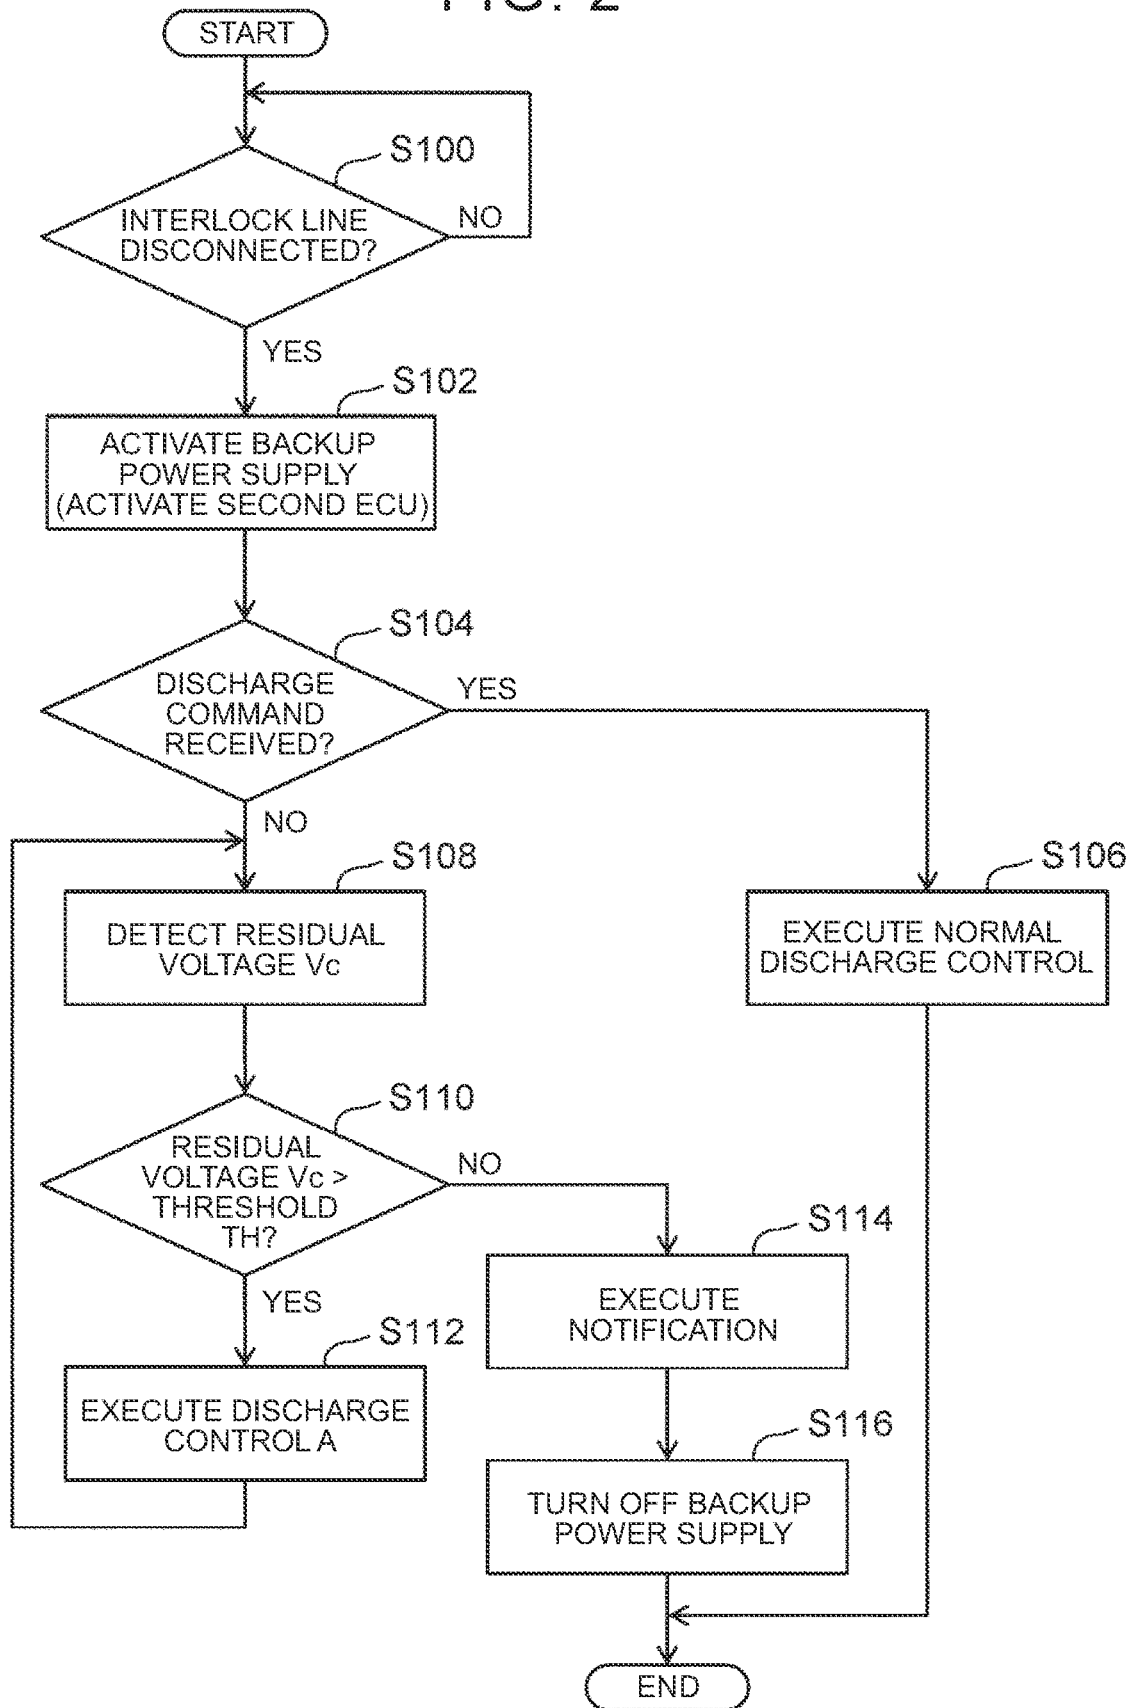 FIG. 2
START
S100
INTERLOCK LINE
DISCONNECTED?
NO
YES
S102
ACTIVATE BACKUP
POWER SUPPLY
(ACTIVATE SECOND ECU)
S104
DISCHARGE
COMMAND
RECEIVED?
YES
NO
S108
DETECT RESIDUAL
VOLTAGE Vc
S106
EXECUTE NORMAL
DISCHARGE CONTROL
S110
RESIDUAL
VOLTAGE Vc >
THRESHOLD
TH?
NO
YES
S114
EXECUTE
NOTIFICATION
S112
EXECUTE DISCHARGE
CONTROL A
S116
TURN OFF BACKUP
POWER SUPPLY
END